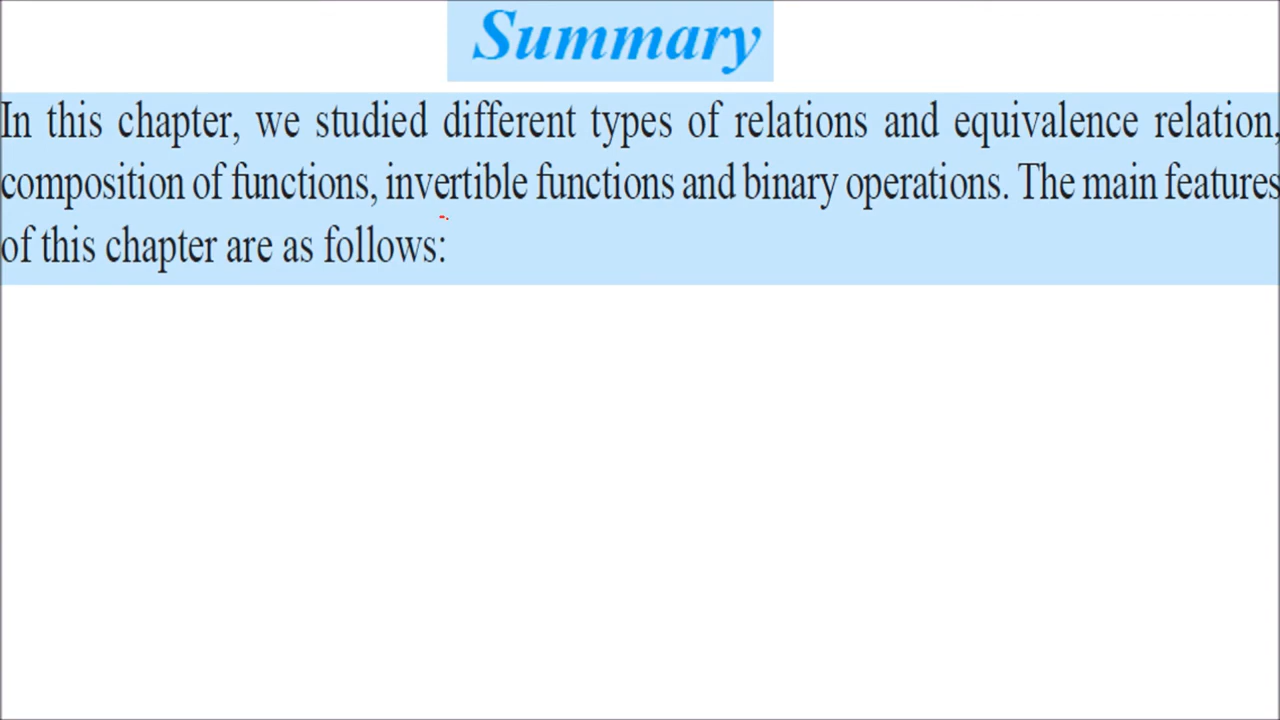 Summary
In this chapter, we studied different types of relations and equivalence relation,
composition of functions, invertible functions and binary operations. The main features
of this chapter are as follows: